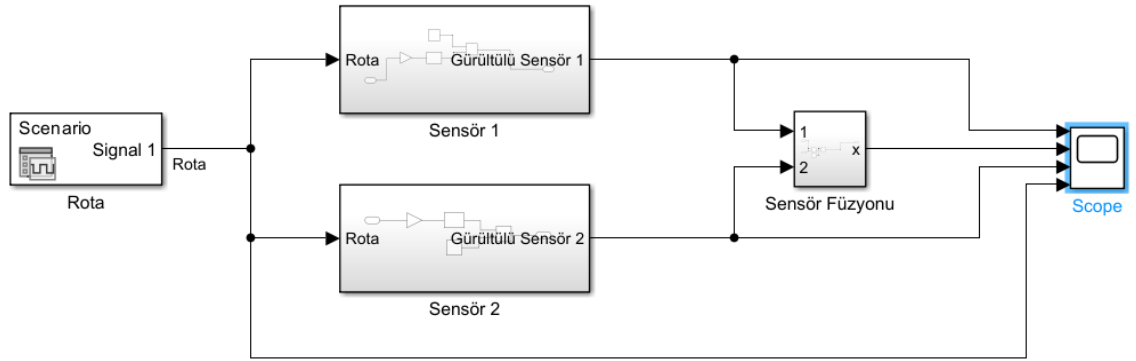 Scenario
Signal 1
Rota
Rota
Rota
Gürültülü Sensör 1
Sensör 1
Rota
Gürültülü Sensör 2
Sensör 2
1
2
x
Sensör Füzyonu
Scope